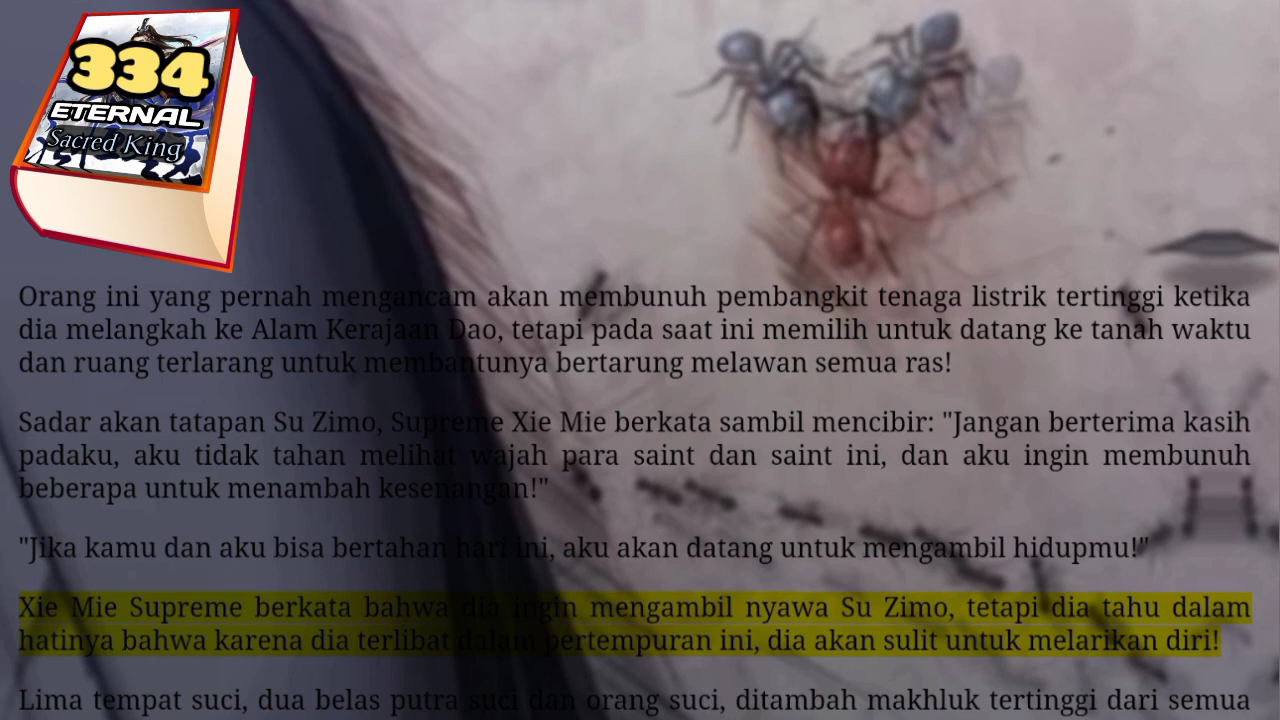 334
ETERNAL
Sacred King
Orang ini yang pernah mengancam akan membunuh pembangkit tenaga listrik tertinggi ketika
dia melangkah ke Alam Kerajaan Dao, tetapi pada saat ini memilih untuk datang ke tanah waktu
dan ruang terlarang untuk membantunya bertarung melawan semua ras!
Sadar akan tatapan Su Zimo, Supreme Xie Mie berkata sambil mencibir: "Jangan berterima kasih
padaku, aku tidak tahan melihat wajah para saint dan saint ini, dan aku ingin membunuh
beberapa untuk menambah kesenangan!"
"Jika kamu dan aku bisa bertahan hari ini, aku akan datang untuk mengambil hidupmu!"
Xie Mie Supreme berkata bahwa dia ingin mengambil nyawa Su Zimo, tetapi dia tahu dalam
hatinya bahwa karena dia terlibat dalam pertempuran ini, dia akan sulit untuk melarikan diri!
Lima tempat suci, dua belas putra suci dan orang suci, ditambah makhluk tertinggi dari semua